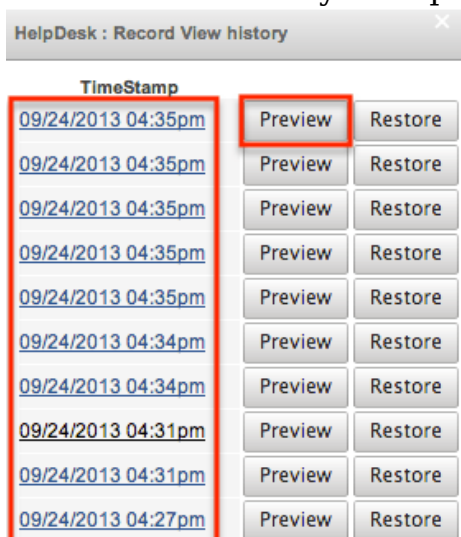 HelpDesk : Record View history
TimeStamp
09/24/2013 04:35pm Preview Restore
09/24/2013 04:35pm Preview Restore
09/24/2013 04:35pm Preview Restore
09/24/2013 04:35pm Preview Restore
09/24/2013 04:35pm Preview Restore
09/24/2013 04:34pm Preview Restore
09/24/2013 04:34pm Preview Restore
09/24/2013 04:31pm Preview Restore
09/24/2013 04:31pm Preview Restore
09/24/2013 04:27pm Preview Restore